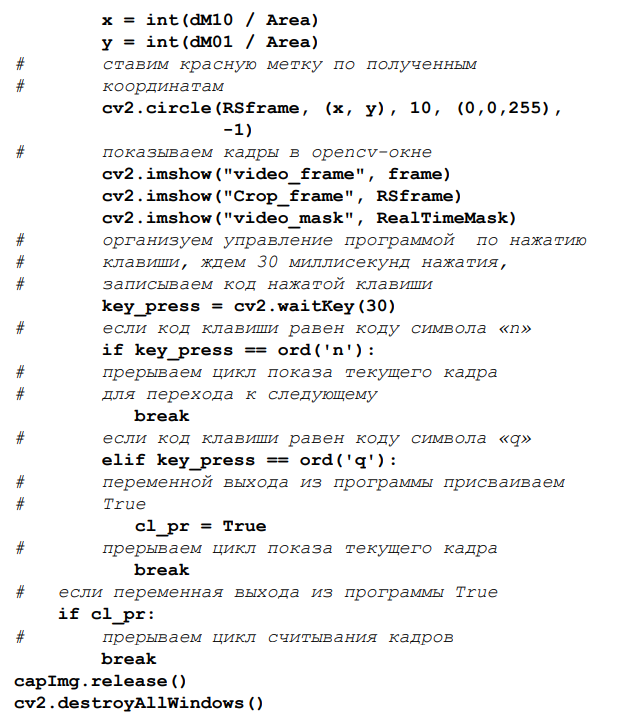 x = int(dM10 / Area)
        y = int(dM01 / Area)
#       ставим красную метку по полученным
#       координатам
        cv2.circle(RSframe, (x, y), 10, (0,0,255),
                   -1)
#       показываем кадры в opencv-окне
        cv2.imshow("video_frame", frame)
        cv2.imshow("Crop_frame", RSframe)
        cv2.imshow("video_mask", RealTimeMask)
#       организуем управление программой  по нажатию
#       клавиши, ждем 30 миллисекунд нажатия,
#       записываем код нажатой клавиши
        key_press = cv2.waitKey(30)
#       если код клавиши равен коду символа «n»
        if key_press == ord('n'):
#       прерываем цикл показа текущего кадра
#       для перехода к следующему
           break
#       если код клавиши равен коду символа «q»
        elif key_press == ord('q'):
#       переменной выхода из программы присваиваем
#       True
           cl_pr = True
#       прерываем цикл показа текущего кадра
           break
#   если переменная выхода из программы True
    if cl_pr:
#       прерываем цикл считывания кадров
        break
capImg.release()
cv2.destroyAllWindows()